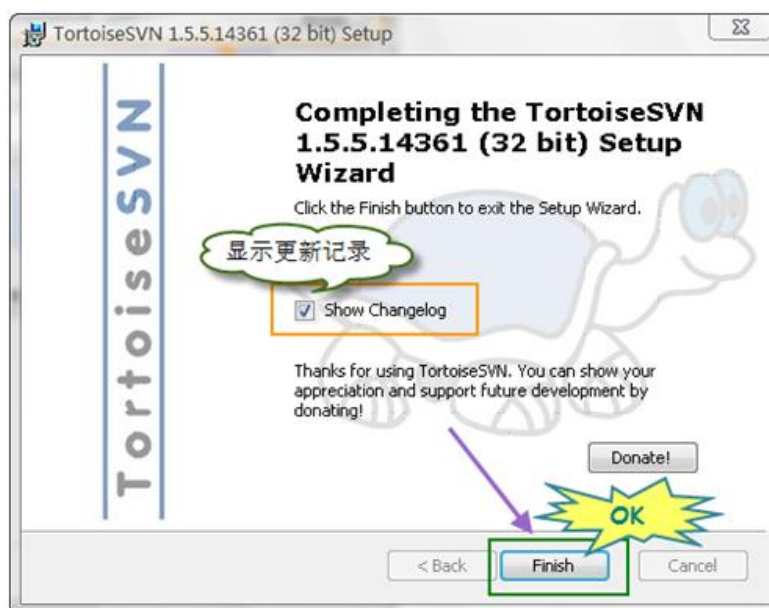 TortoiseSVN 1.5.5.14361 (32 bit) Setup
TortoiseSVN
Completing the TortoiseSVN
1.5.5.14361 (32 bit) Setup
Wizard
Click the Finish button to exit the Setup Wizard.
显示更新记录
Show Changelog
Thanks for using TortoiseSVN. You can show your
appreciation and support future development by
donating!
Donate!
OK
< Back
Finish
Cancel